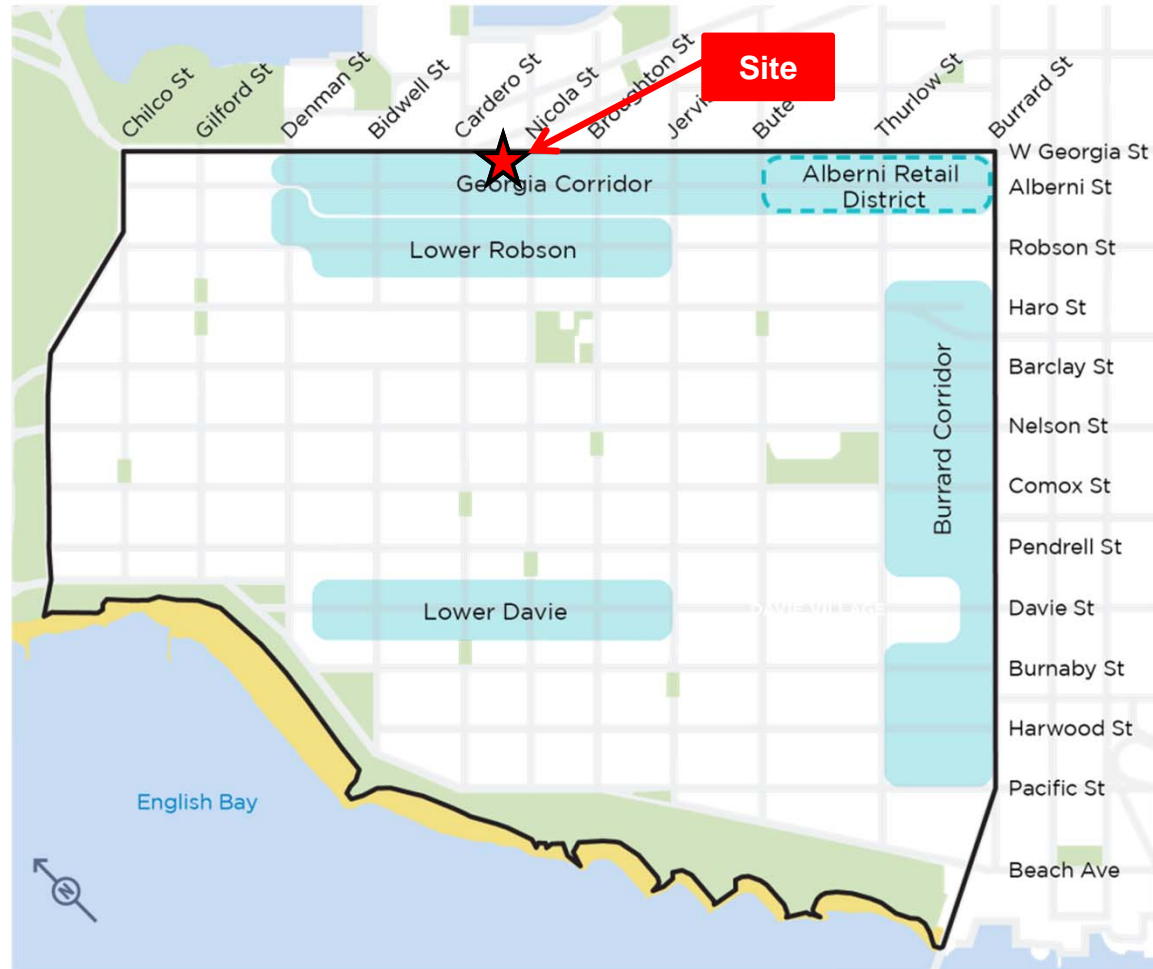 Chilco St
Gilford St
Denman St
Bidwell St
Cardero St
Nicola St
Broughton St
Jervi
Bute
Thurlow St
Burrard St
Site
W Georgia St
Georgia Corridor
Alberni Retail
District
Alberni St
Lower Robson
Robson St
Haro St
Barclay St
Burrard Corridor
Nelson St
Comox St
Pendrell St
Lower Davie
DAVIE VILLAGE
Davie St
Burnaby St
Harwood St
Pacific St
English Bay
Beach Ave
N